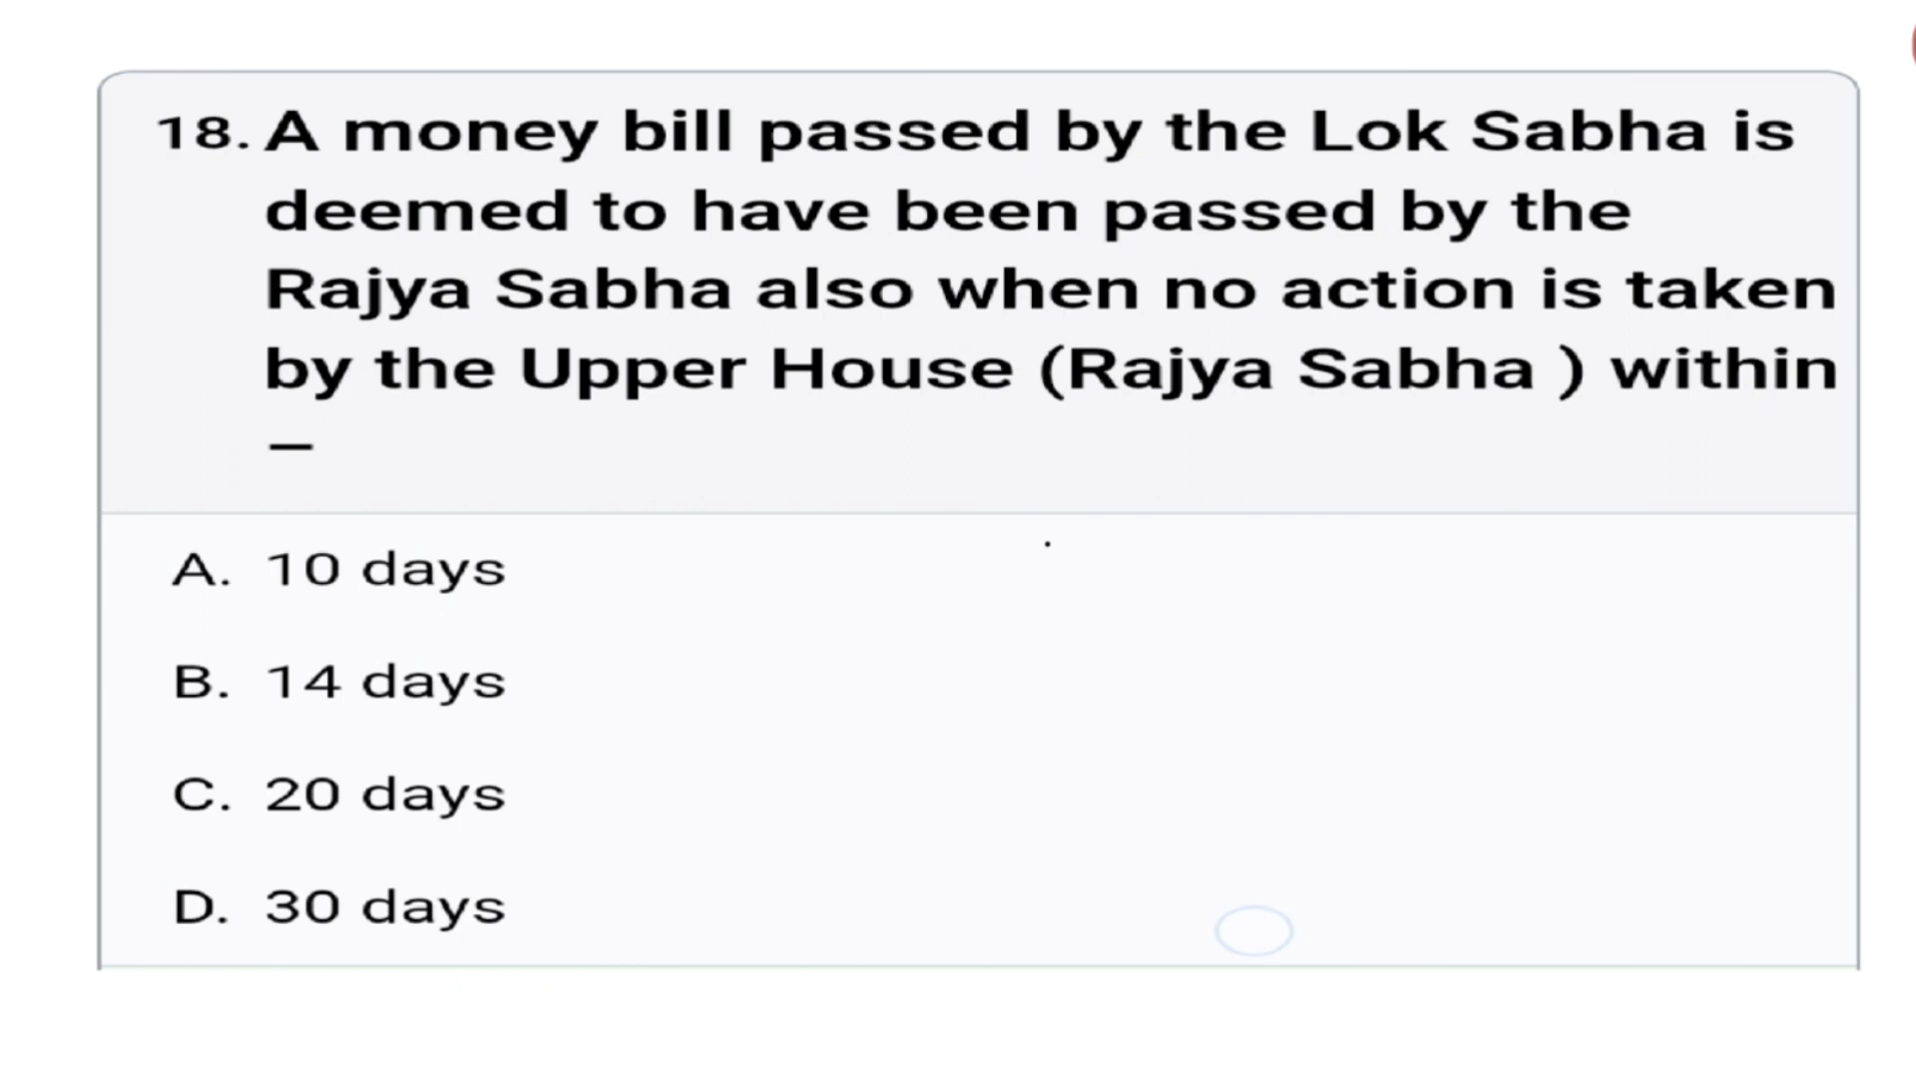 18. A money bill passed by the Lok Sabha is
deemed to have been passed by the
Rajya Sabha also when no action is taken
by the Upper House (Rajya Sabha ) within
—
A. 10 days
B. 14 days
C. 20 days
D. 30 days